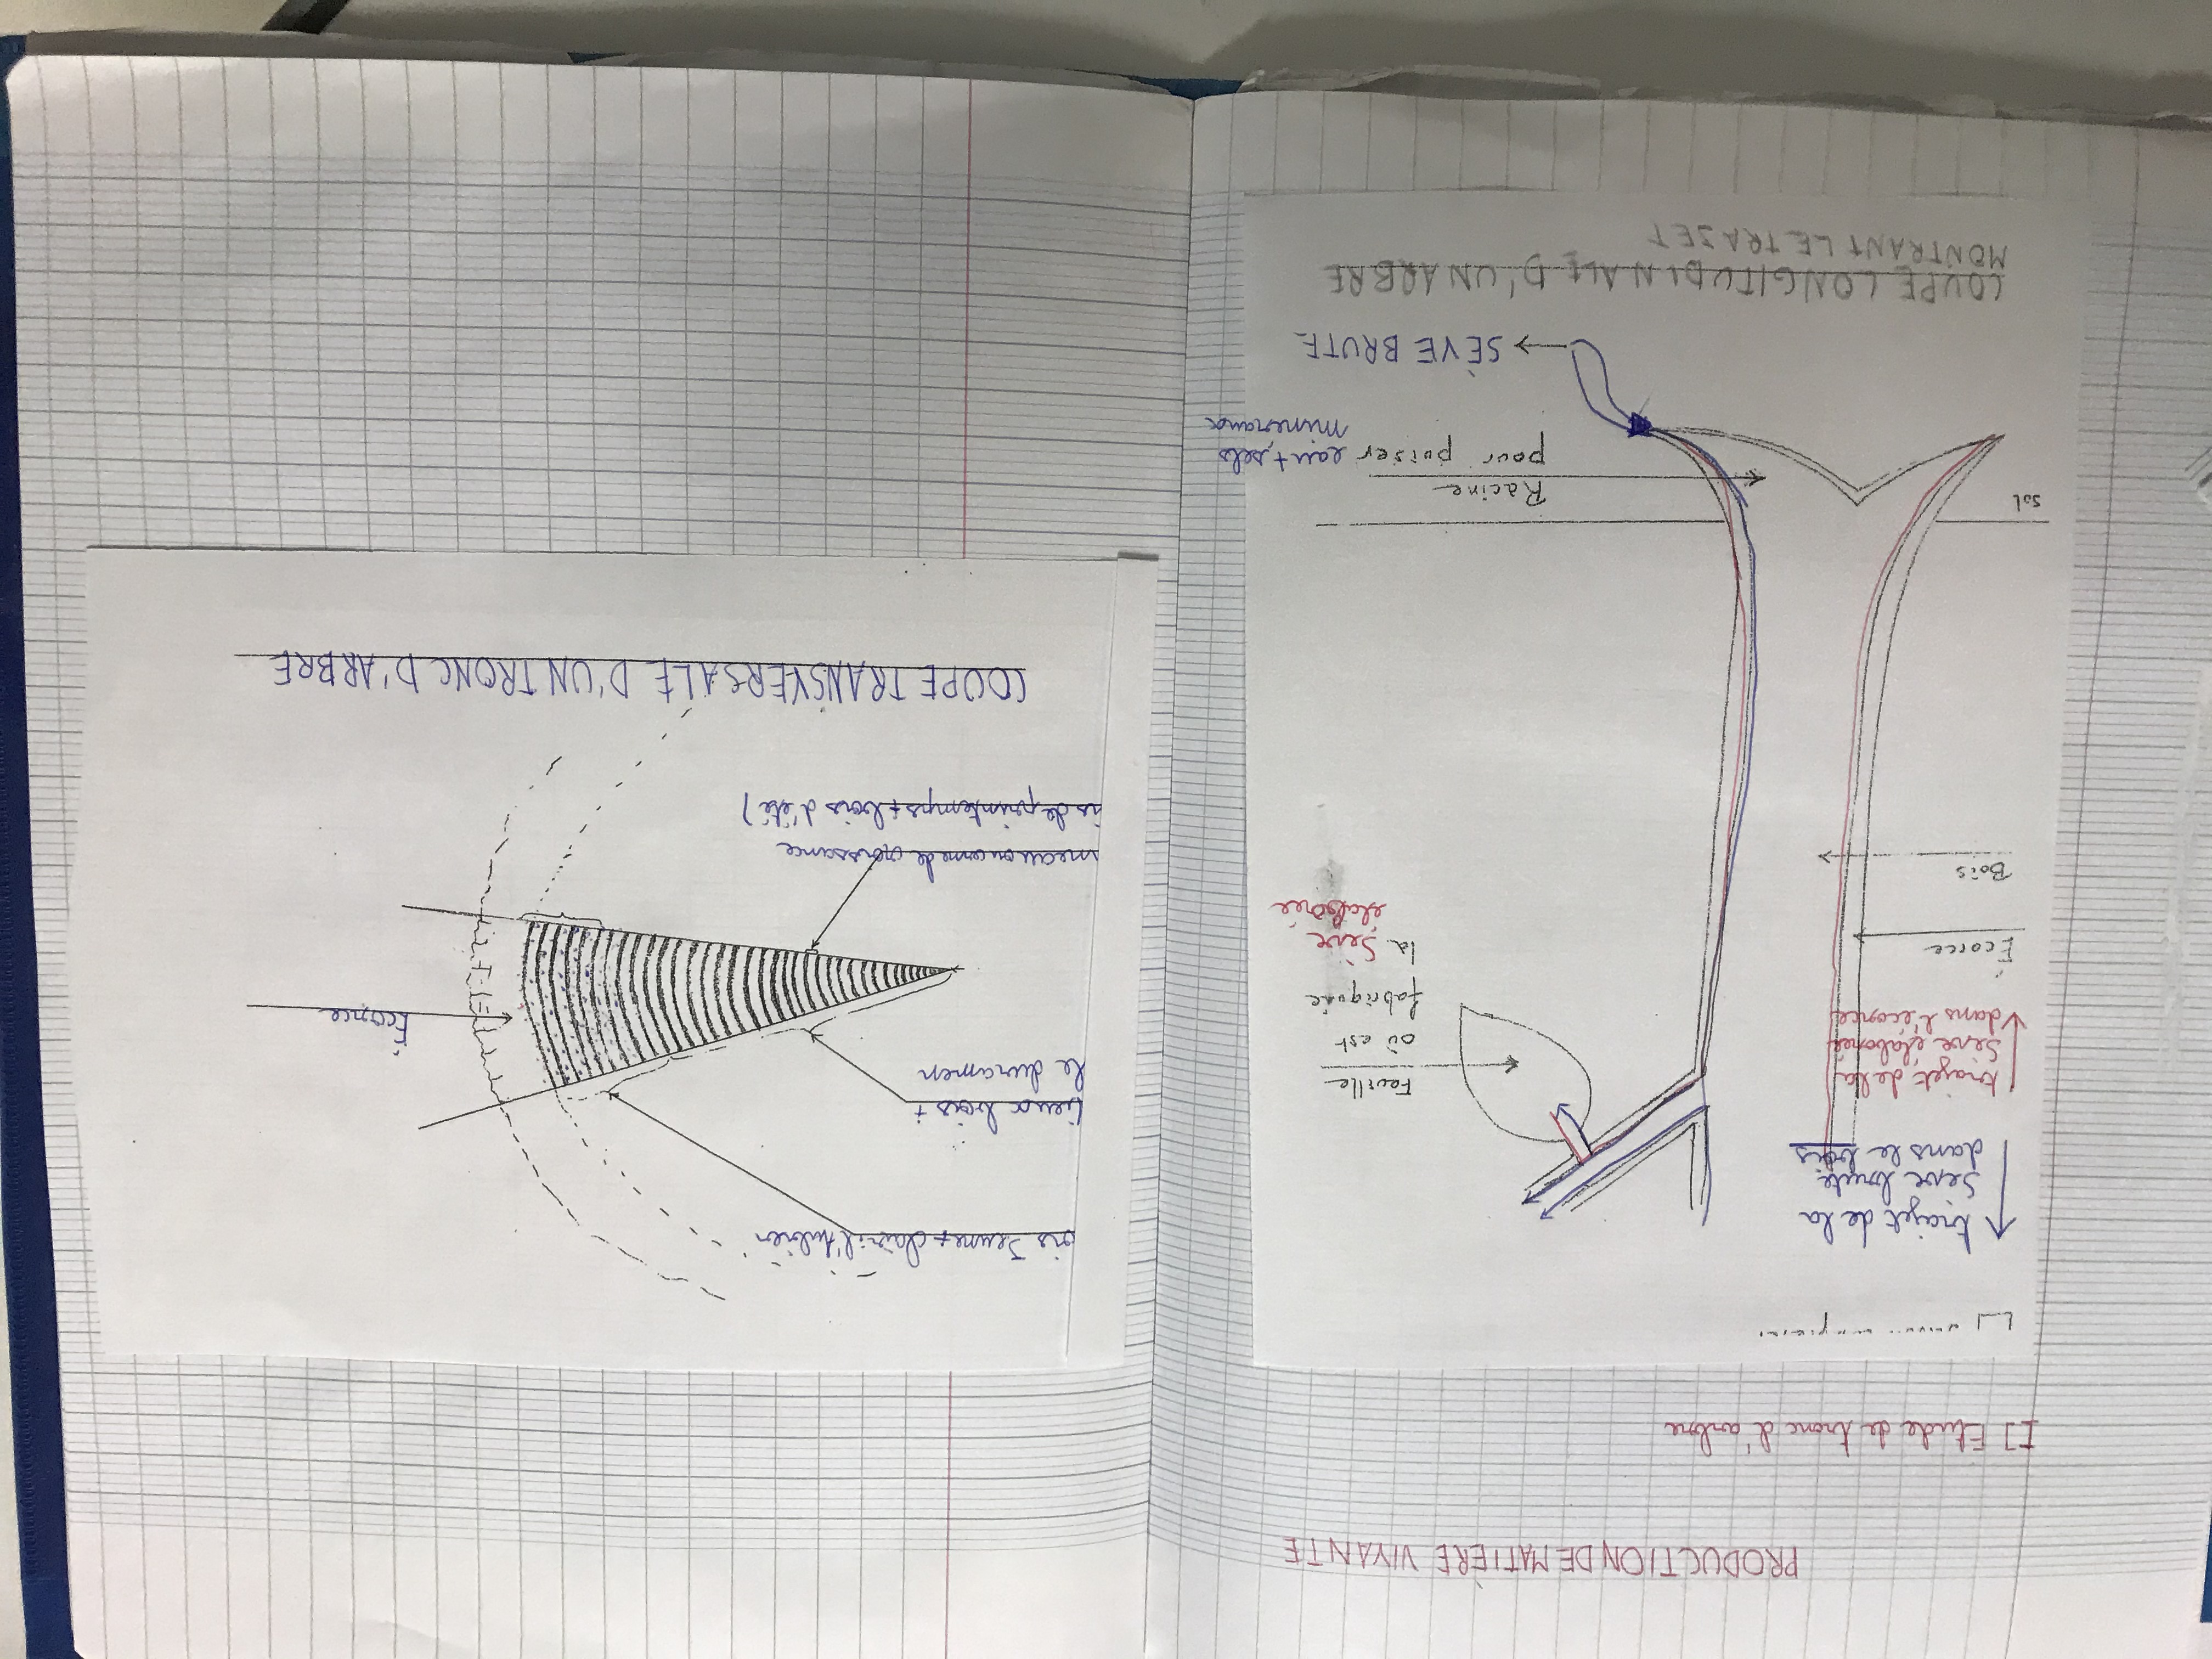 PRODUCTION DE MATIÈRE VIVANTE
I] Etude de tronc d'arbre
trajet de la
Sève brute
dans le bois
trajet de la
Sève élaborée
dans l'écorce
Écorce
Bois
Feuille
où est
fabriquée
la Sève
élaborée
sol
Racine
pour puiser eau + sels
minéraux
SÈVE BRUTE
COUPE LONGITUDINALE D'UN ARBRE
MONTRANT LE TRAJET
ois Jeune + clair : l'Aubier
ieux bois :
le duramen
Écorce
neau ou cerne de croissance
is de printemps + bois d'été)
COUPE TRANSVERSALE D'UN TRONC D'ARBRE